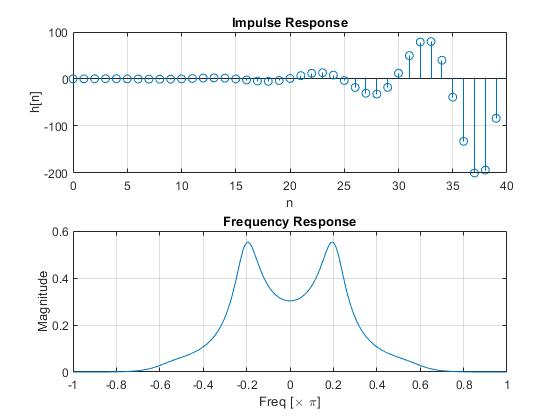 Impulse Response
100
0
-100
-200
h[n]
0 5 10 15 20 25 30 35 40
n
Frequency Response
0.6
0.4
0.2
0
Magnitude
-1 -0.8 -0.6 -0.4 -0.2 0 0.2 0.4 0.6 0.8 1
Freq [× π]